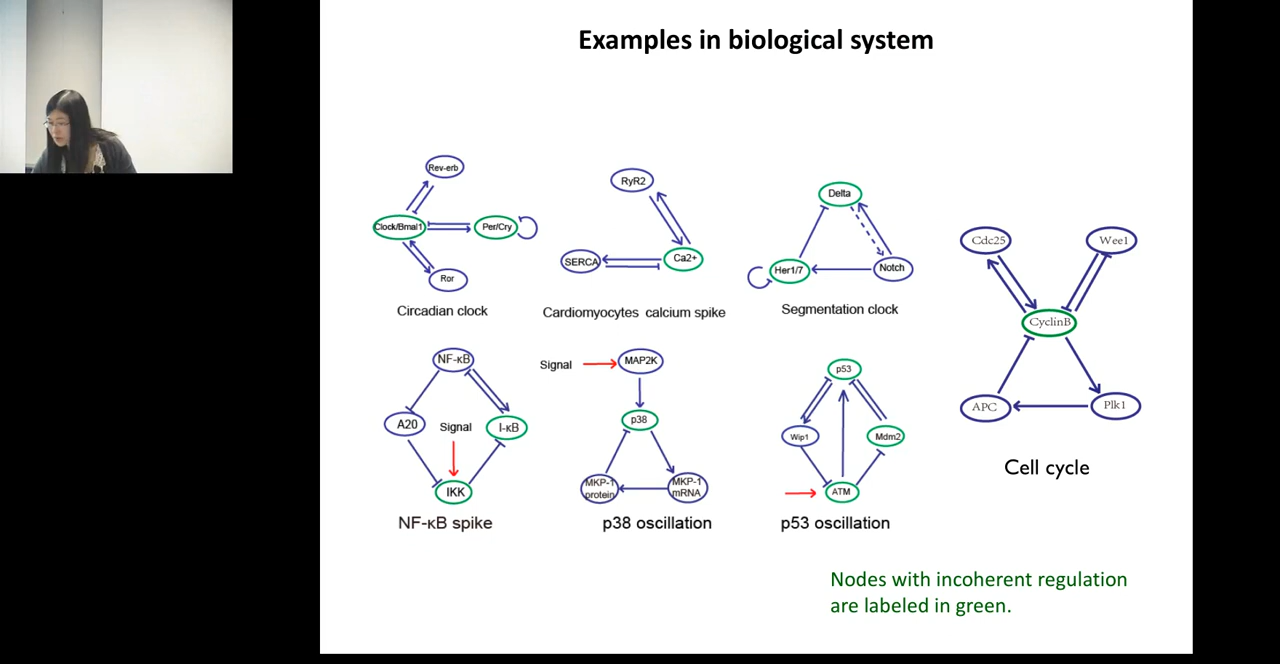 Examples in biological system
Rev-erb
Clock/Bmal1
Per/Cry
Ror
Circadian clock
RyR2
SERCA
Ca2+
Cardiomyocytes calcium spike
Delta
Her1/7
Notch
Segmentation clock
Cdc25
Wee1
CyclinB
APC
Plk1
Cell cycle
NF-κB
A20
Signal
I-κB
IKK
NF-κB spike
Signal
MAP2K
p38
MKP-1
protein
MKP-1
mRNA
p38 oscillation
p53
Wip1
Mdm2
ATM
p53 oscillation
Nodes with incoherent regulation
are labeled in green.